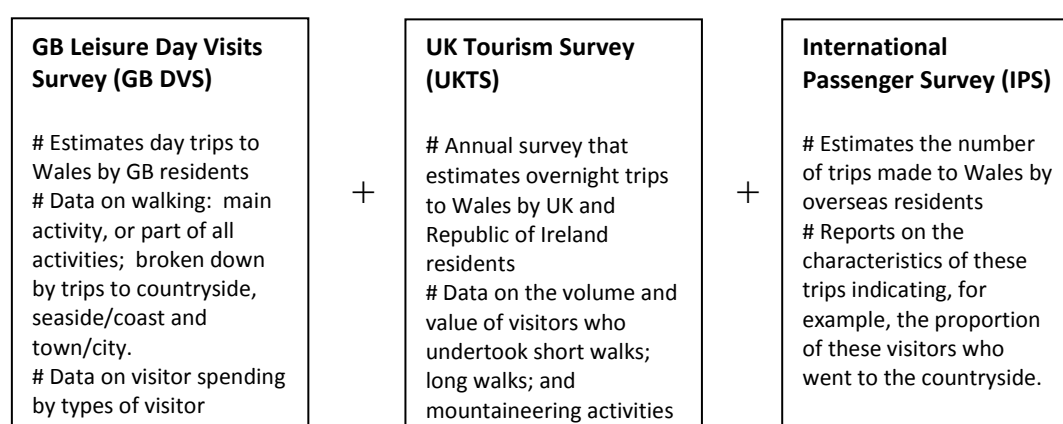 GB Leisure Day Visits
Survey (GB DVS)
# Estimates day trips to
Wales by GB residents
# Data on walking:  main
activity, or part of all
activities;  broken down
by trips to countryside,
seaside/coast and
town/city.
# Data on visitor spending
by types of visitor
+
UK Tourism Survey
(UKTS)
# Annual survey that
estimates overnight trips
to Wales by UK and
Republic of Ireland
residents
# Data on the volume and
value of visitors who
undertook short walks;
long walks; and
mountaineering activities
+
International
Passenger Survey (IPS)
# Estimates the number
of trips made to Wales by
overseas residents
# Reports on the
characteristics of these
trips indicating, for
example, the proportion
of these visitors who
went to the countryside.